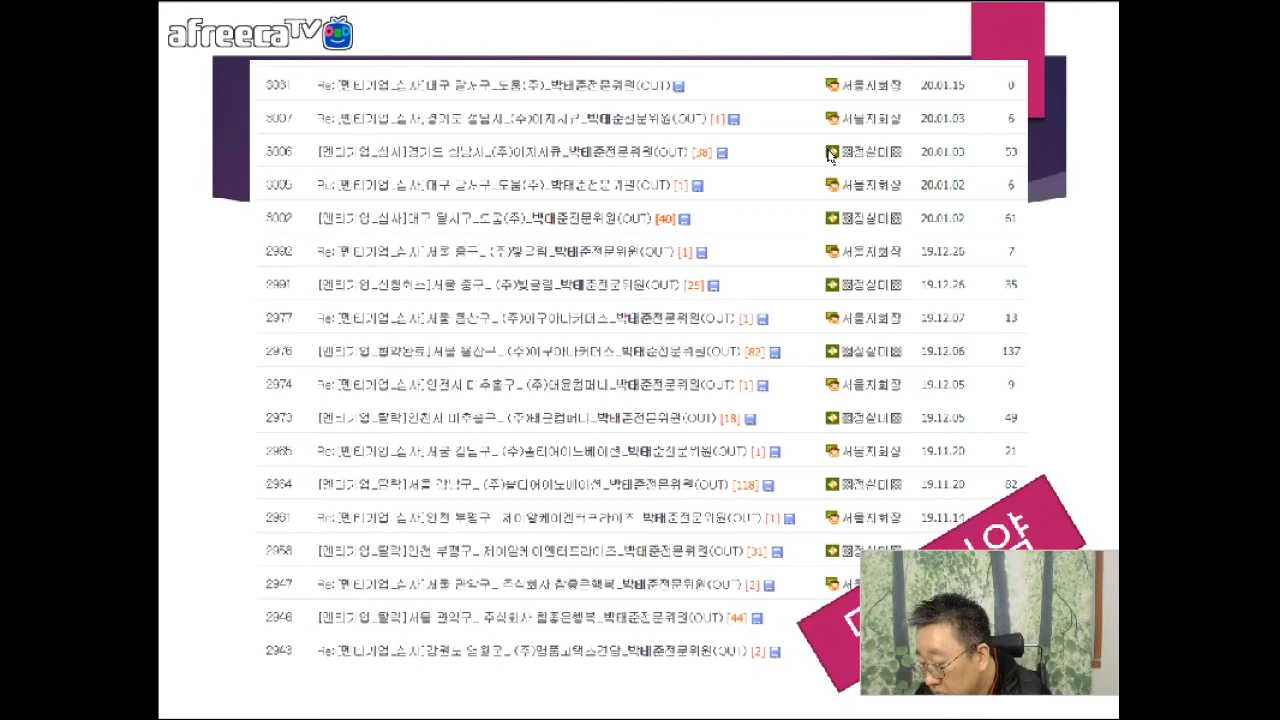 afreecaTV
3031 Re: [멘티기업_심사]대구 달서구_도움(주)_박태준전문위원(OUT) 서울지회장 20.01.15 0
3007 Re: [멘티기업_심사]경기도 성남시_(주)이지시큐_박태준전문위원(OUT) [1] 서울지회장 20.01.03 6
3006 [멘티기업_심사]경기도 성남시_(주)이지시큐_박태준전문위원(OUT) [38] 20.01.03 53
3005 Re: [멘티기업_심사]대구 달서구_도움(주)_박태준전문위원(OUT) [1] 서울지회장 20.01.02 6
3002 [멘티기업_심사]대구 달서구_도움(주)_박태준전문위원(OUT) [40] 20.01.02 61
2992 Re: [멘티기업_심사]서울 중구_ (주)빛글림_박태준전문위원(OUT) [1] 서울지회장 19.12.26 7
2991 [멘티기업_신청취소]서울 중구_ (주)빛글림_박태준전문위원(OUT) [25] 19.12.26 35
2977 Re: [멘티기업_심사]서울 용산구_ (주)이구아나커머스_박태준전문위원(OUT) [1] 서울지회장 19.12.07 13
2976 [멘티기업_협약완료]서울 용산구_ (주)이구아나커머스_박태준전문위원(OUT) [82] 19.12.06 137
2974 Re: [멘티기업_심사]인천시 미추홀구_ (주)태윤컴퍼니_박태준전문위원(OUT) [1] 서울지회장 19.12.05 9
2973 [멘티기업_탈락]인천시 미추홀구_ (주)태윤컴퍼니_박태준전문위원(OUT) [18] 19.12.05 49
2965 Re: [멘티기업_심사]서울 강남구_ (주)솔티어이노베이션_박태준전문위원(OUT) [1] 서울지회장 19.11.20 21
2964 [멘티기업_탈락]서울 강남구_ (주)솔티어이노베이션_박태준전문위원(OUT) [118] 19.11.20 82
2961 Re: [멘티기업_심사]인천 부평구_ 제이알케이엔터프라이즈_박태준전문위원(OUT) [1] 서울지회장 19.11.14
2958 [멘티기업_탈락]인천 부평구_ 제이알케이엔터프라이즈_박태준전문위원(OUT) [31]
2947 Re: [멘티기업_심사]서울 관악구_ 주식회사 참좋은행복_박태준전문위원(OUT) [2]
2946 [멘티기업_탈락]서울 관악구_ 주식회사 참좋은행복_박태준전문위원(OUT) [44]
2943 Re: [멘티기업_심사]강원도 영월군_ (주)명품고택조견당_박태준전문위원(OUT) [2]